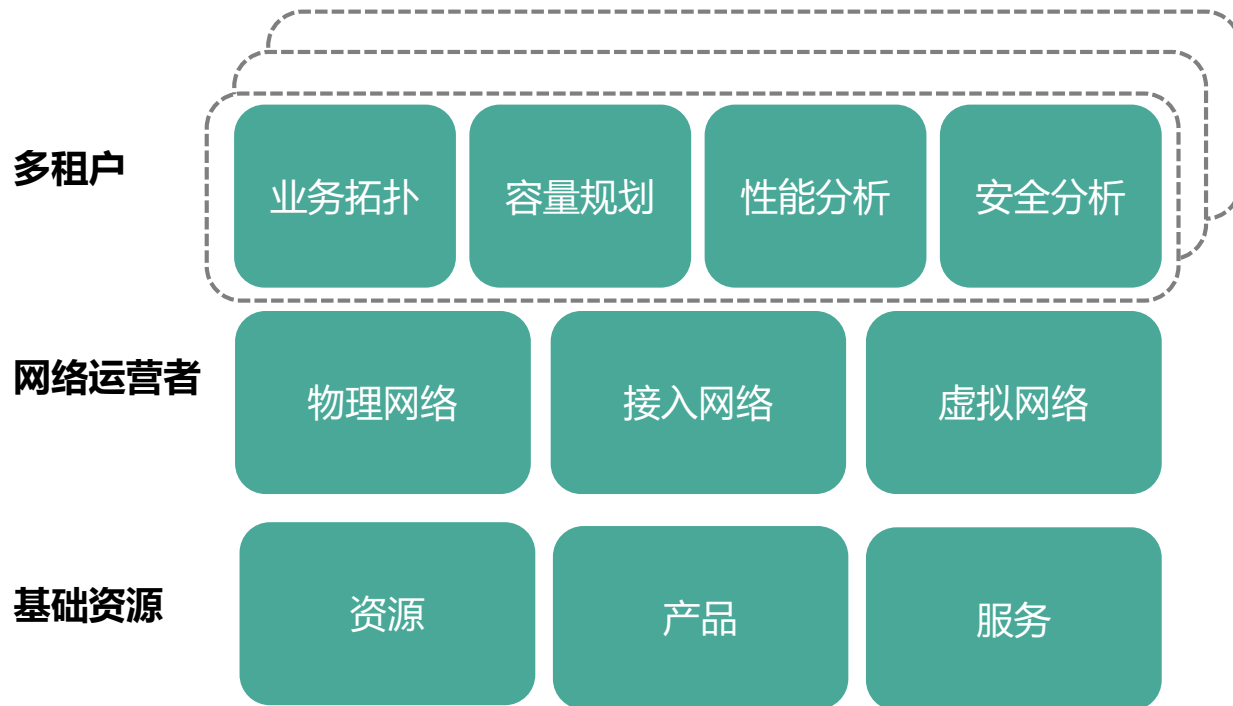 多租户
业务拓扑
容量规划
性能分析
安全分析
网络运营者
物理网络
接入网络
虚拟网络
基础资源
资源
产品
服务